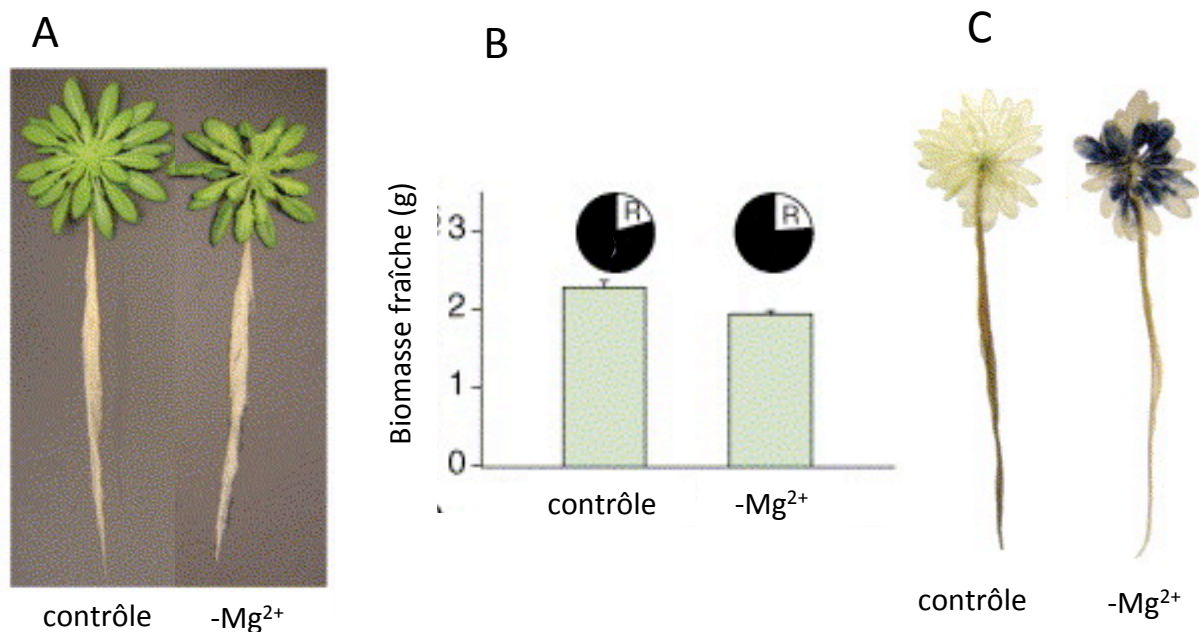 A
B
C
Biomasse fraîche (g)
3
2
1
0
R
R
contrôle
-Mg²⁺
contrôle
-Mg²⁺
contrôle
-Mg²⁺